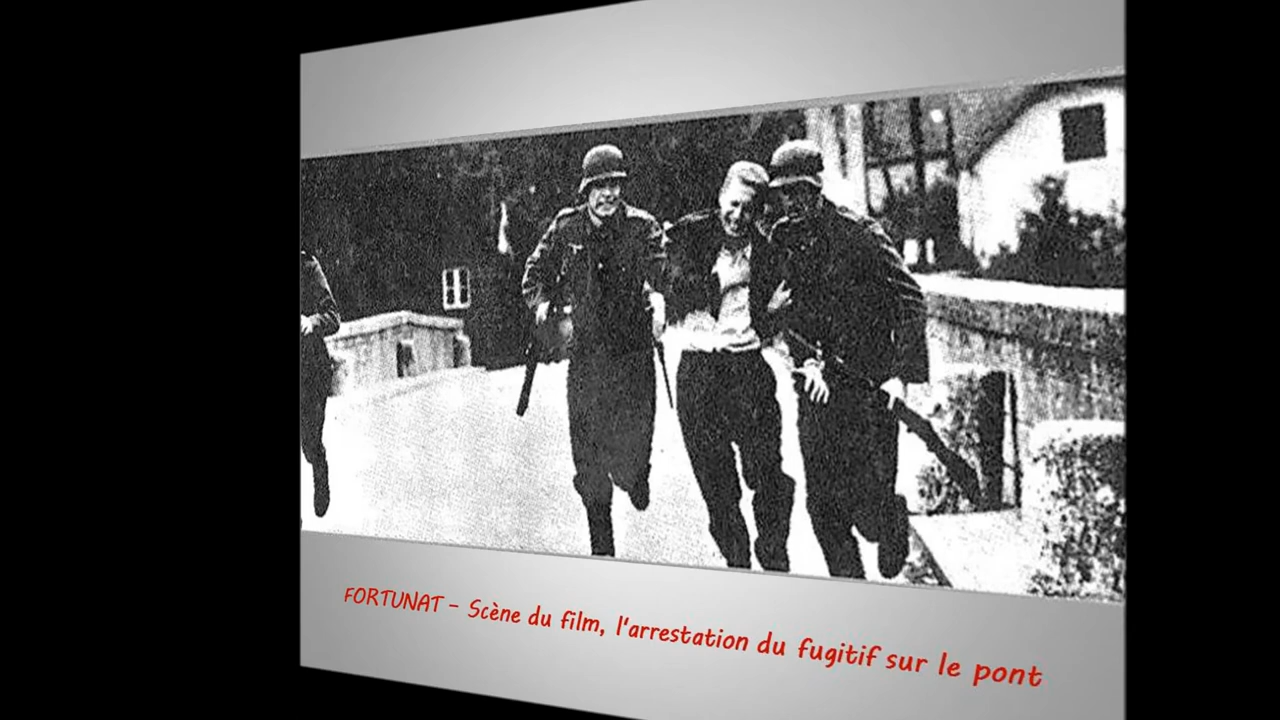 FORTUNAT - Scène du film, l'arrestation du fugitif sur le pont